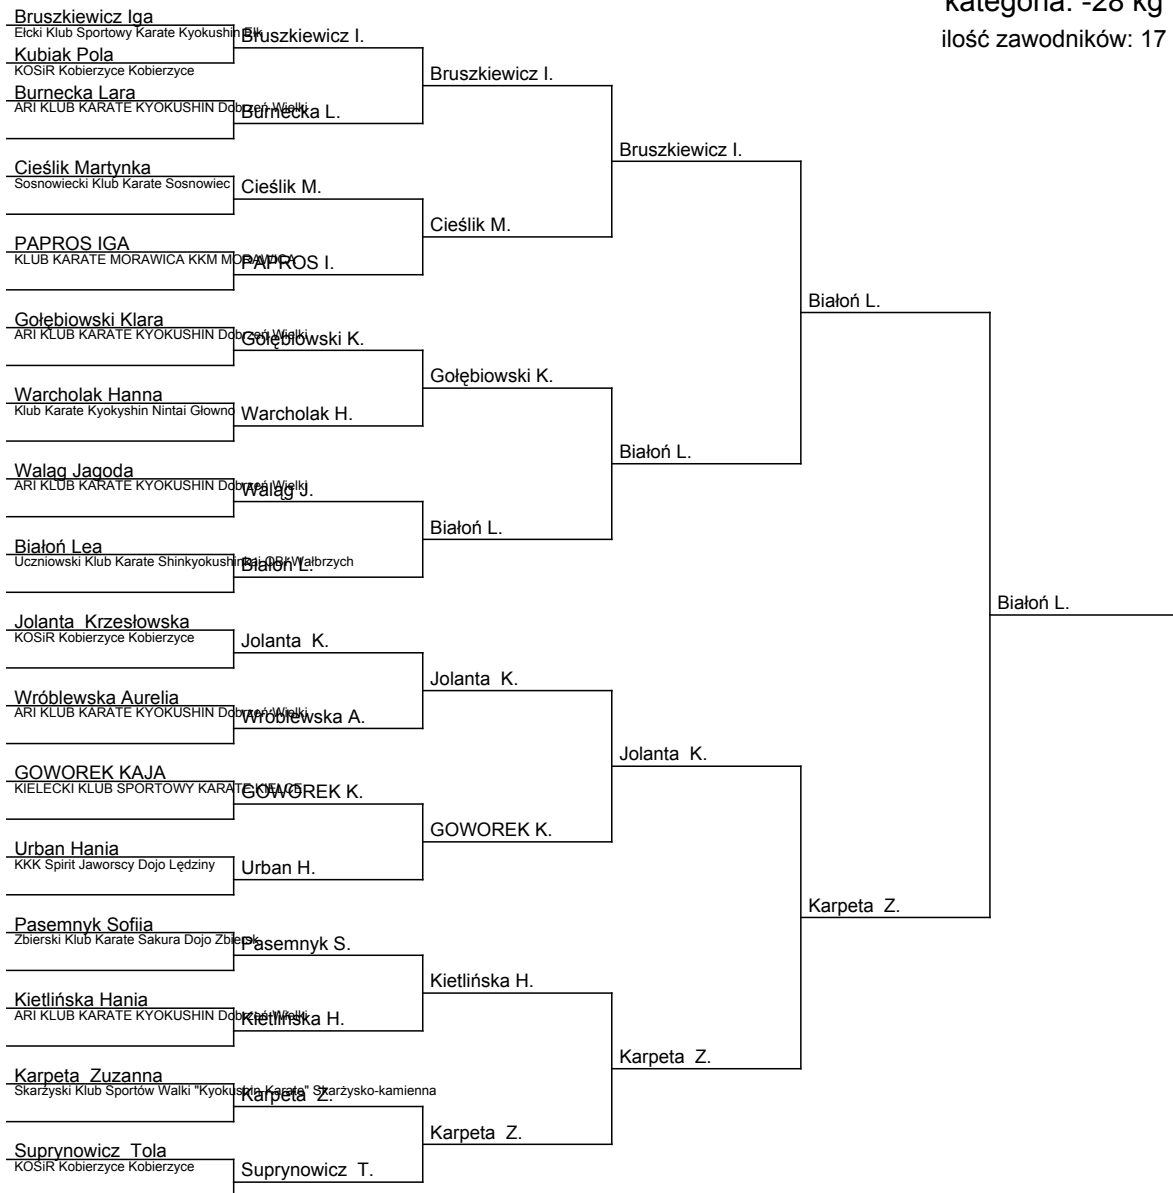 kategoria: -28 kg
ilość zawodników: 17
Bruszkiewicz Iga
Ełcki Klub Sportowy Karate Kyokushin Ełk
Bruszkiewicz I.
Kubiak Pola
KOSiR Kobierzyce Kobierzyce
Bruszkiewicz I.
Burnecka Lara
ARI KLUB KARATE KYOKUSHIN Dobrzeń Wielki
Burnecka L.
Bruszkiewicz I.
Cieślik Martynka
Sosnowiecki Klub Karate Sosnowiec
Cieślik M.
Cieślik M.
PAPROS IGA
KLUB KARATE MORAWICA KKM MORAWICA
PAPROS I.
Białoń L.
Gołębiowski Klara
ARI KLUB KARATE KYOKUSHIN Dobrzeń Wielki
Gołębiowski K.
Gołębiowski K.
Warcholak Hanna
Klub Karate Kyokyshin Nintai Głowno
Warcholak H.
Białoń L.
Waląg Jagoda
ARI KLUB KARATE KYOKUSHIN Dobrzeń Wielki
Waląg J.
Białoń L.
Białoń Lea
Uczniowski Klub Karate Shinkyokushinkai OBI Wałbrzych
Białoń L.
Białoń L.
Jolanta Krzesłowska
KOSiR Kobierzyce Kobierzyce
Jolanta K.
Jolanta K.
Wróblewska Aurelia
ARI KLUB KARATE KYOKUSHIN Dobrzeń Wielki
Wróblewska A.
Jolanta K.
GOWOREK KAJA
KIELECKI KLUB SPORTOWY KARATE KIELCE
GOWOREK K.
GOWOREK K.
Urban Hania
KKK Spirit Jaworscy Dojo Lędziny
Urban H.
Karpeta Z.
Pasemnyk Sofiia
Zbierski Klub Karate Sakura Dojo Zbiersk
Pasemnyk S.
Kietlińska H.
Kietlińska Hania
ARI KLUB KARATE KYOKUSHIN Dobrzeń Wielki
Kietlińska H.
Karpeta Z.
Karpeta Zuzanna
Skarżyski Klub Sportów Walki "Kyokushin-Karate" Skarżysko-kamienna
Karpeta Z.
Karpeta Z.
Suprynowicz Tola
KOSiR Kobierzyce Kobierzyce
Suprynowicz T.